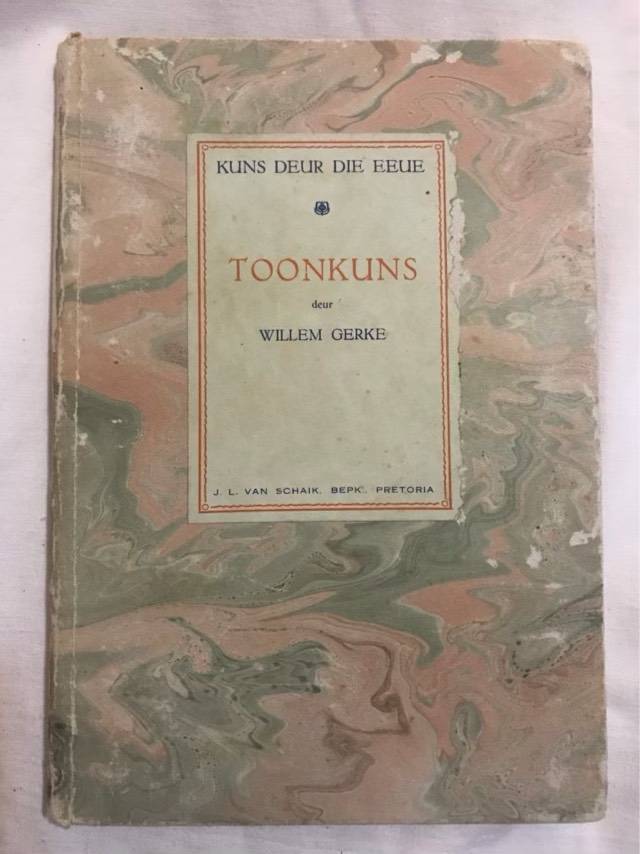 KUNS DEUR DIE EEUE
TOONKUNS
deur
WILLEM GERKE
J. L. VAN SCHAIK. BEPK. PRETORIA